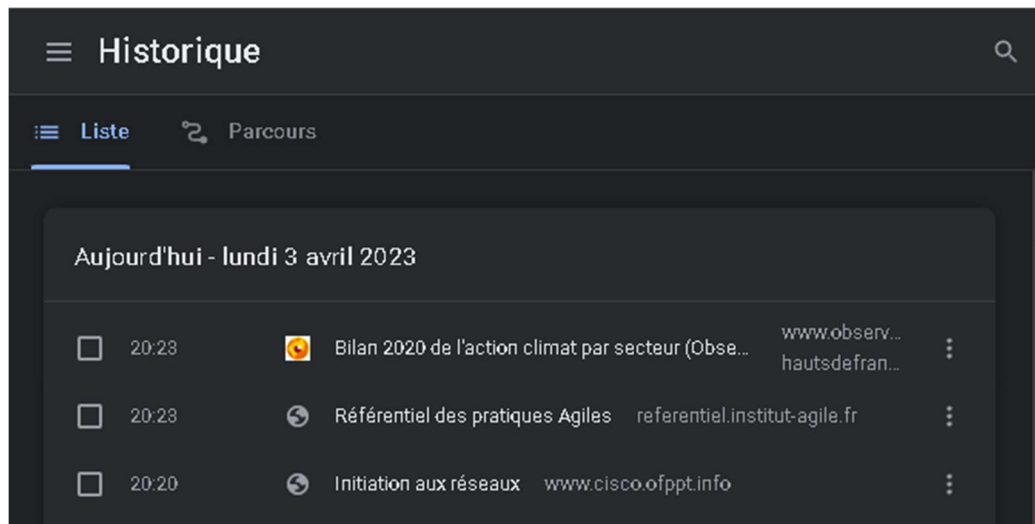 Historique
Liste Parcours
Aujourd'hui - lundi 3 avril 2023
20:23 Bilan 2020 de l'action climat par secteur (Obse... www.observ...
hautsdefran...
20:23 Référentiel des pratiques Agiles referentiel.institut-agile.fr
20:20 Initiation aux réseaux www.cisco.ofppt.info